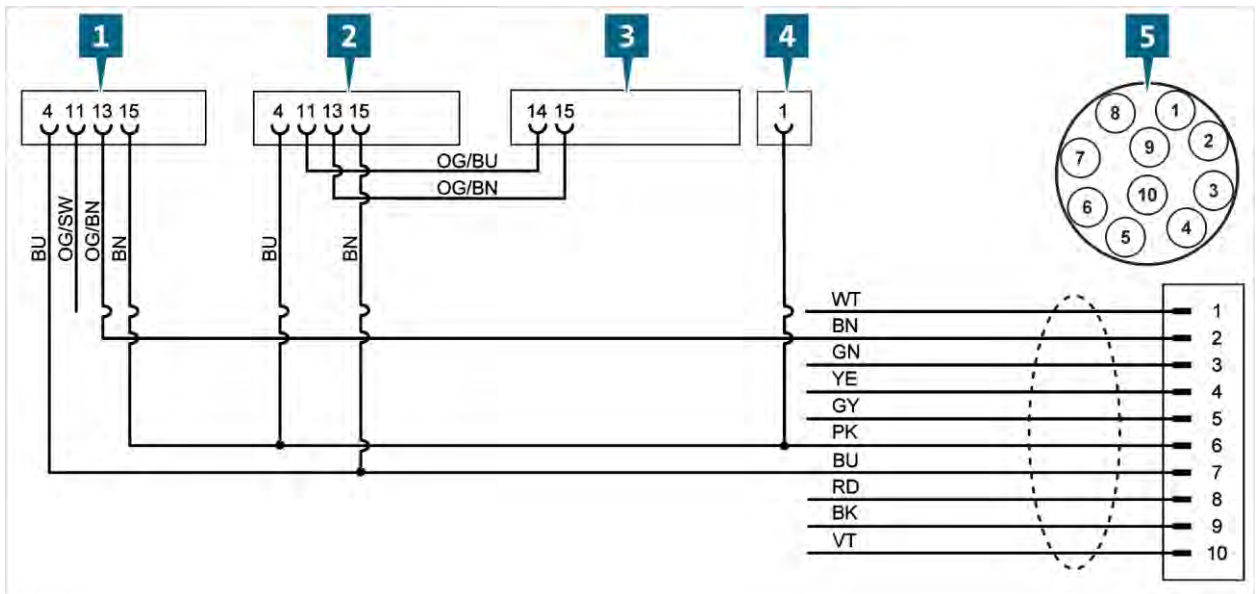 1 2 3 4 5
4 11 13 15
4 11 13 15
14 15
1
8 1
9 2
7
10 3
6
5 4
OG/BU
OG/BN
BU
OG/SW
OG/BN
BN
BU
BN
WT 1
BN 2
GN 3
YE 4
GY 5
PK 6
BU 7
RD 8
BK 9
VT 10